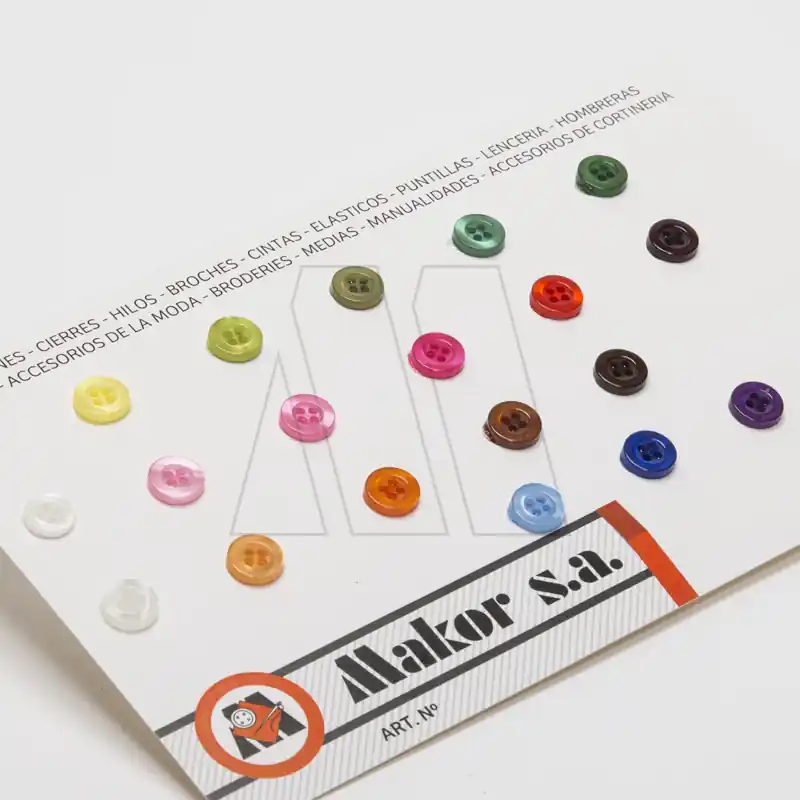 NES - CIERRES - HILOS - BROCHES - CINTAS - ELASTICOS - PUNTILLAS - LENCERIA - HOMBRERAS
- ACCESORIOS DE LA MODA - BRODERIES - MEDIAS - MANUALIDADES - ACCESORIOS DE CORTINERIA
M
Makor s.a.
ART. Nº